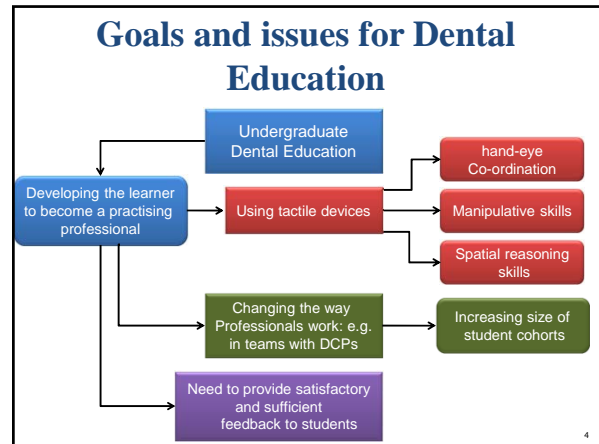 Goals and issues for Dental
Education
Undergraduate
Dental Education
Developing the learner
to become a practising
professional
Using tactile devices
hand-eye
Co-ordination
Manipulative skills
Spatial reasoning
skills
Changing the way
Professionals work: e.g.
in teams with DCPs
Increasing size of
student cohorts
Need to provide satisfactory
and sufficient
feedback to students
4